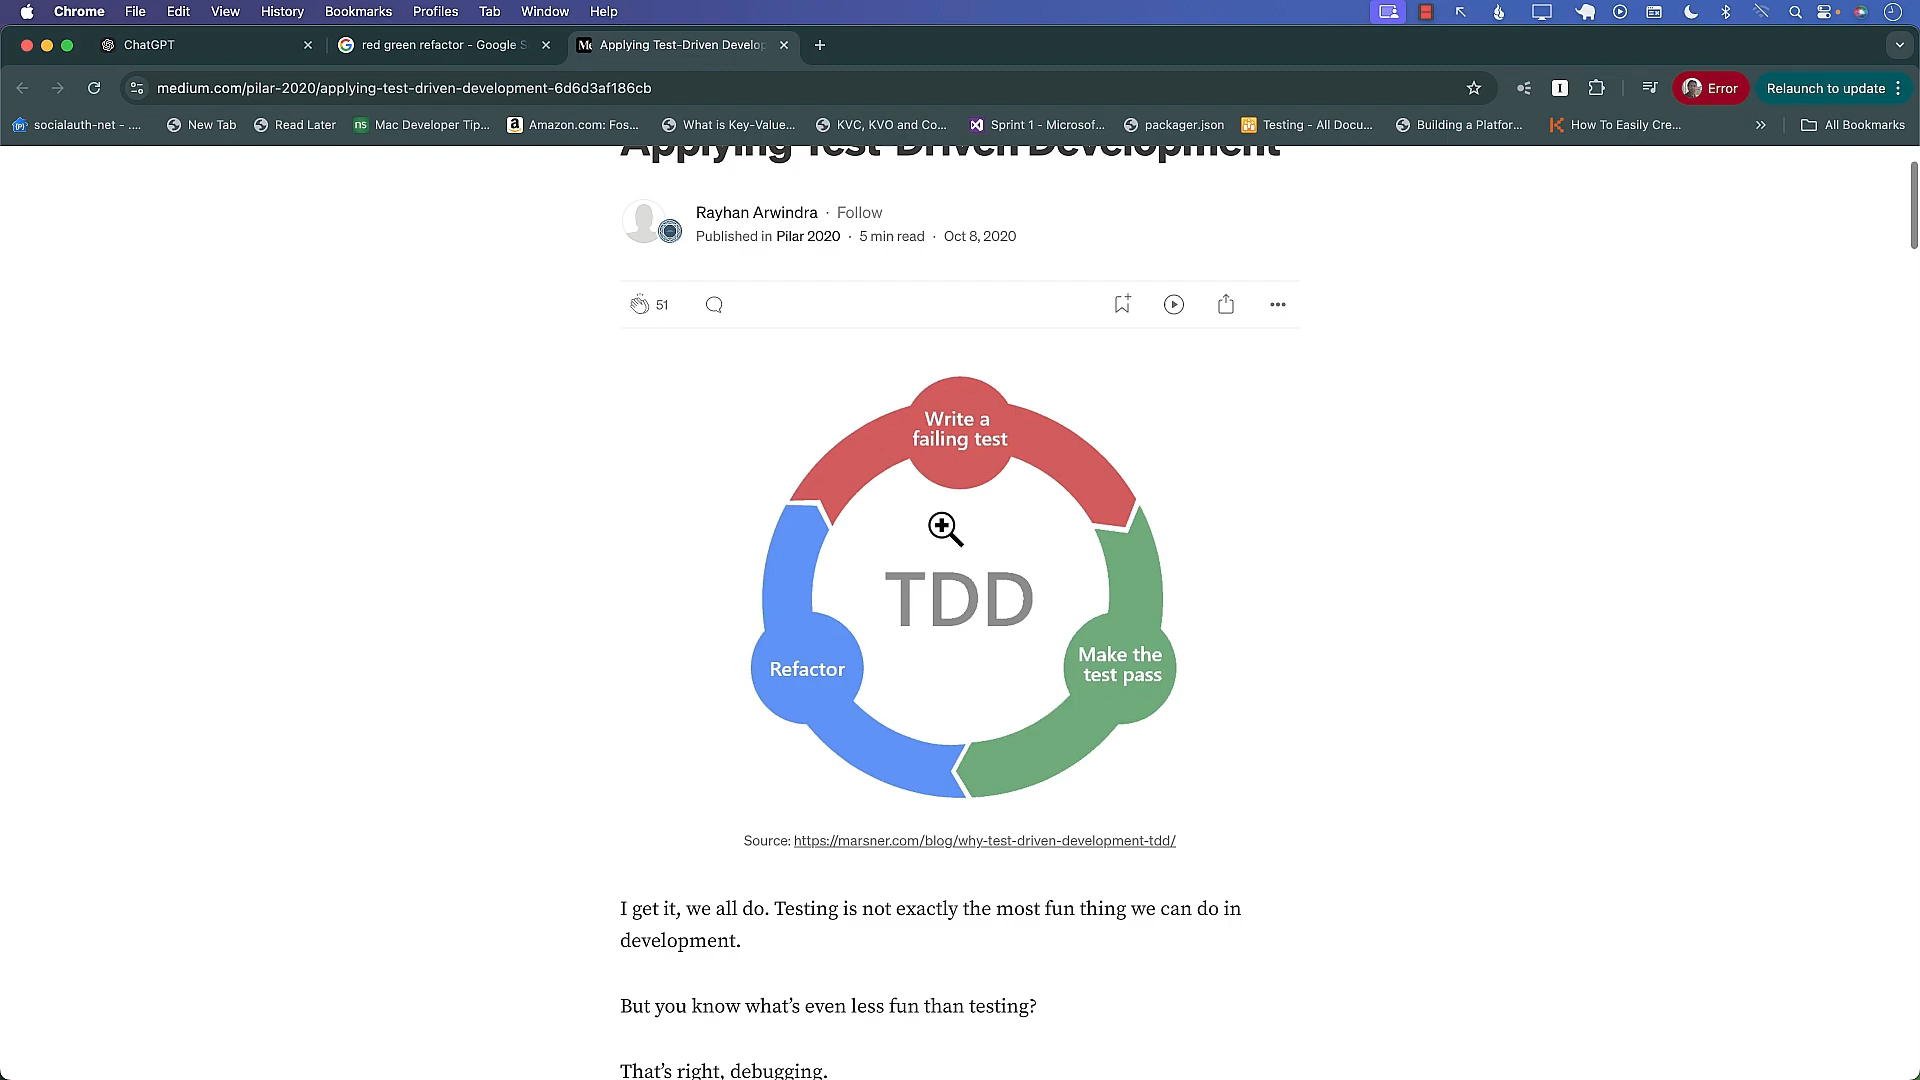 Chrome File Edit View History Bookmarks Profiles Tab Window Help
ChatGPT
red green refactor - Google S
Applying Test-Driven Develop
medium.com/pilar-2020/applying-test-driven-development-6d6d3af186cb
Error
Relaunch to update
socialauth-net - ....
New Tab
Read Later
ns
Mac Developer Tip...
Amazon.com: Fos...
What is Key-Value...
KVC, KVO and Co...
Sprint 1 - Microsof...
packager.json
Testing - All Docu...
Building a Platfor...
How To Easily Cre...
All Bookmarks
Applying Test-Driven Development
Rayhan Arwindra · Follow
Published in Pilar 2020 · 5 min read · Oct 8, 2020
51
Write a
failing test
TDD
Refactor
Make the
test pass
Source: https://marsner.com/blog/why-test-driven-development-tdd/
I get it, we all do. Testing is not exactly the most fun thing we can do in
development.
But you know what’s even less fun than testing?
That’s right, debugging.